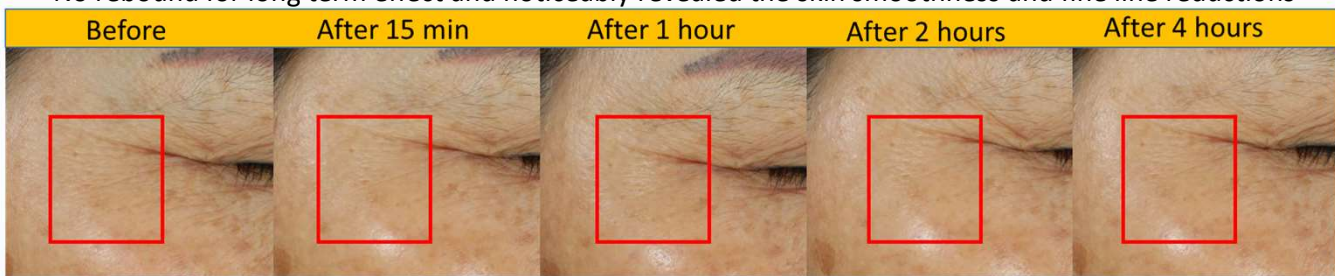 No rebound for long term effect and noticeably revealed the skin smoothness and fine line reductions
Before
After 15 min
After 1 hour
After 2 hours
After 4 hours